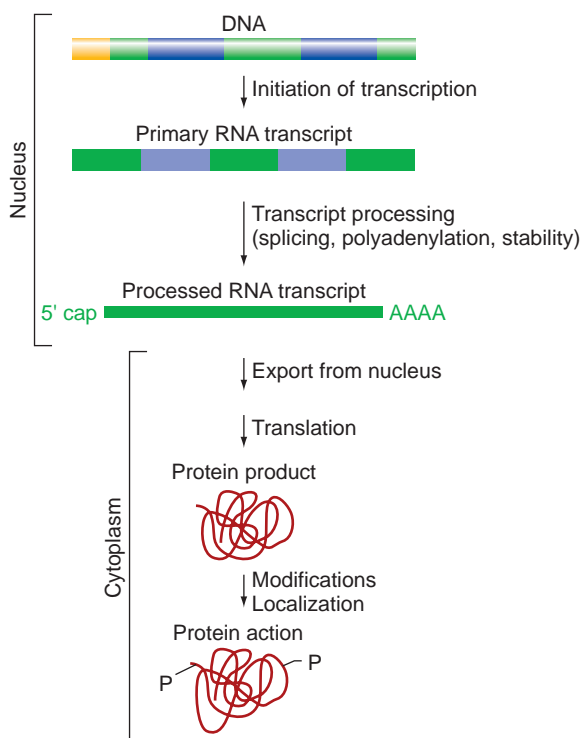 DNA
Initiation of transcription
Primary RNA transcript
Nucleus
Transcript processing
(splicing, polyadenylation, stability)
Processed RNA transcript
5' cap AAAA
Export from nucleus
Translation
Protein product
Cytoplasm
Modifications
Localization
Protein action
P
P